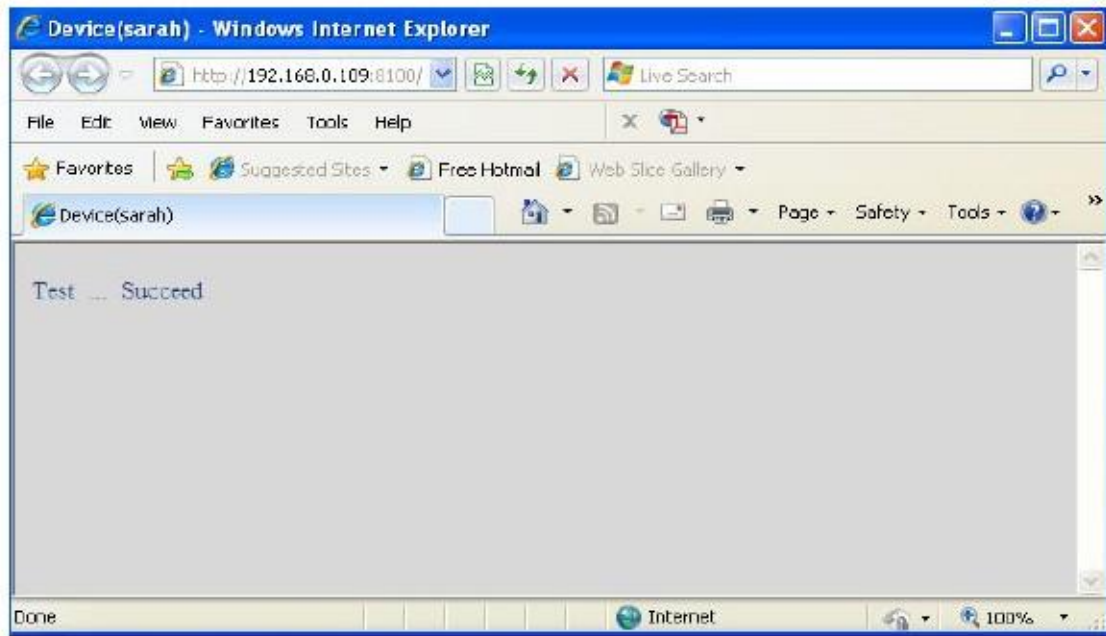 Device(sarah) - Windows Internet Explorer
http://192.168.0.109:8100/ Live Search
File Edit View Favorites Tools Help X
Favorites Suggested Sites Free Hotmail Web Slice Gallery
Device(sarah) Page Safety Tools »
Test ... Succeed
Done Internet 100%